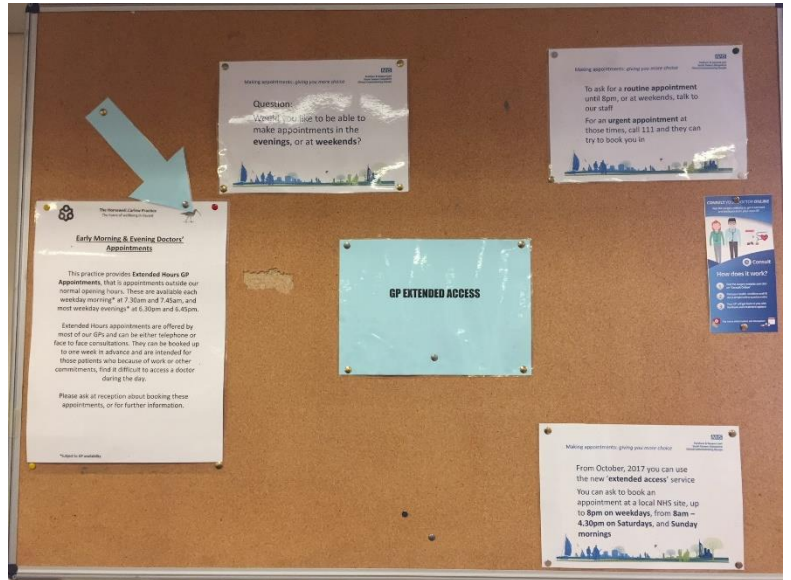 NHS
Making appointments: giving you more choice
Question:
Would you like to be able to
make appointments in the
evenings, or at weekends?
NHS
Making appointments: giving you more choice
To ask for a routine appointment
until 8pm, or at weekends, talk to
our staff
For an urgent appointment at
those times, call 111 and they can
try to book you in
Early Morning & Evening Doctors'
Appointments
This practice provides Extended Hours GP
Appointments, that is appointments outside our
normal opening hours. These are available each
weekday morning* at 7.30am and 7.45am, and
most weekday evenings* at 6.30pm and 6.45pm.
Extended Hours appointments are offered by
most of our GPs and can be either telephone or
face to face consultations. They can be booked up
to one week in advance and are intended for
those patients who because of work or other
commitments, find it difficult to access a doctor
during the day.
Please ask at reception about booking these
appointments, or for further information.
*Subject to GP availability
GP EXTENDED ACCESS
ONLINE
eConsult
How does it work?
1
2
3
NHS
Making appointments: giving you more choice
From October, 2017 you can use
the new 'extended access' service
You can ask to book an
appointment at a local NHS site, up
to 8pm on weekdays, from 8am –
4.30pm on Saturdays, and Sunday
mornings